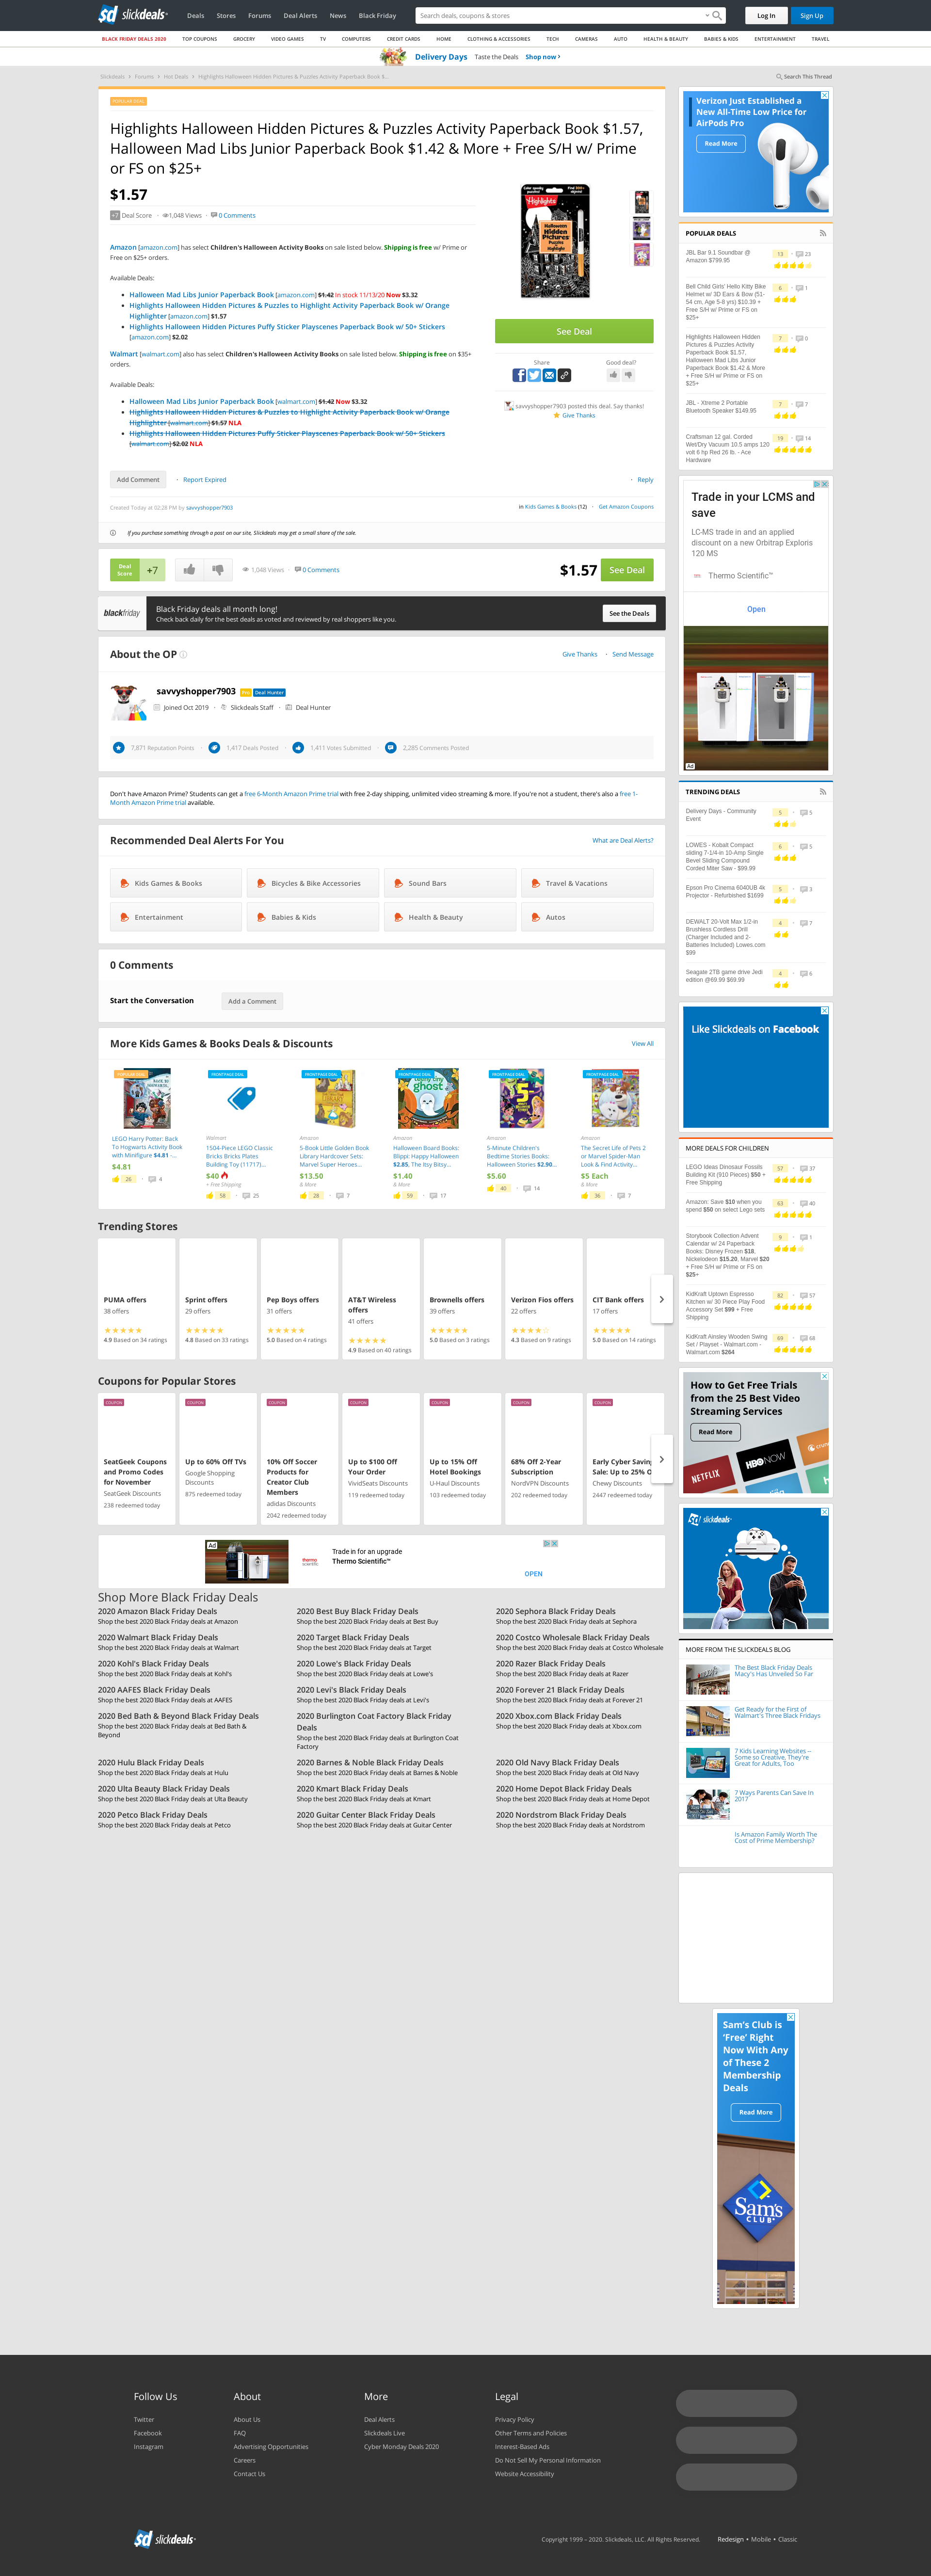 slickdeals
Deals Stores Forums Deal Alerts News Black Friday
Search deals, coupons & stores
Log In Sign Up
BLACK FRIDAY DEALS 2020 TOP COUPONS GROCERY VIDEO GAMES TV COMPUTERS CREDIT CARDS HOME CLOTHING & ACCESSORIES TECH CAMERAS AUTO HEALTH & BEAUTY BABIES & KIDS ENTERTAINMENT TRAVEL
Delivery Days Taste the Deals Shop now ›
Slickdeals › Forums › Hot Deals › Highlights Halloween Hidden Pictures & Puzzles Activity Paperback Book $...
Search This Thread
POPULAR DEAL
Highlights Halloween Hidden Pictures & Puzzles Activity Paperback Book $1.57,
Halloween Mad Libs Junior Paperback Book $1.42 & More + Free S/H w/ Prime
or FS on $25+
$1.57
+7 Deal Score 1,048 Views 0 Comments
Amazon [amazon.com] has select Children's Halloween Activity Books on sale listed below. Shipping is free w/ Prime or
Free on $25+ orders.
Available Deals:
Halloween Mad Libs Junior Paperback Book [amazon.com] $1.42 In stock 11/13/20 Now $3.32
Highlights Halloween Hidden Pictures & Puzzles to Highlight Activity Paperback Book w/ Orange
Highlighter [amazon.com] $1.57
Highlights Halloween Hidden Pictures Puffy Sticker Playscenes Paperback Book w/ 50+ Stickers
[amazon.com] $2.02
Walmart [walmart.com] also has select Children's Halloween Activity Books on sale listed below. Shipping is free on $35+
orders.
Available Deals:
Halloween Mad Libs Junior Paperback Book [walmart.com] $1.42 Now $3.32
Highlights Halloween Hidden Pictures & Puzzles to Highlight Activity Paperback Book w/ Orange
Highlighter [walmart.com] $1.57 NLA
Highlights Halloween Hidden Pictures Puffy Sticker Playscenes Paperback Book w/ 50+ Stickers
[walmart.com] $2.02 NLA
Highlights
Halloween
Hidden
Pictures
See Deal
Share Good deal?
savvyshopper7903 posted this deal. Say thanks!
Give Thanks
Add Comment Report Expired Reply
Created Today at 02:28 PM by savvyshopper7903
in Kids Games & Books (12) Get Amazon Coupons
If you purchase something through a post on our site, Slickdeals may get a small share of the sale.
Deal
Score
+7 1,048 Views 0 Comments $1.57 See Deal
blackfriday
Black Friday deals all month long!
Check back daily for the best deals as voted and reviewed by real shoppers like you.
See the Deals
About the OP
Give Thanks Send Message
savvyshopper7903 Pro Deal Hunter
Joined Oct 2019 Slickdeals Staff Deal Hunter
7,871 Reputation Points 1,417 Deals Posted 1,411 Votes Submitted 2,285 Comments Posted
Don't have Amazon Prime? Students can get a free 6-Month Amazon Prime trial with free 2-day shipping, unlimited video streaming & more. If you're not a student, there's also a free 1-
Month Amazon Prime trial available.
Recommended Deal Alerts For You
What are Deal Alerts?
Kids Games & Books Bicycles & Bike Accessories Sound Bars Travel & Vacations
Entertainment Babies & Kids Health & Beauty Autos
0 Comments
Start the Conversation Add a Comment
More Kids Games & Books Deals & Discounts
View All
POPULAR DEAL
LEGO Harry Potter: Back
To Hogwarts Activity Book
with Minifigure $4.81 -...
$4.81
26 4
FRONTPAGE DEAL
Walmart
1504-Piece LEGO Classic
Bricks Bricks Plates
Building Toy (11717)...
$40
+ Free Shipping
58 25
FRONTPAGE DEAL
Amazon
5-Book Little Golden Book
Library Hardcover Sets:
Marvel Super Heroes...
$13.50
& More
28 7
FRONTPAGE DEAL
ghost
Amazon
Halloween Board Books:
Blippi: Happy Halloween
$2.85, The Itsy Bitsy...
$1.40
& More
59 17
FRONTPAGE DEAL
Amazon
5-Minute Children's
Bedtime Stories Books:
Halloween Stories $2.90...
$5.60
40 14
FRONTPAGE DEAL
Amazon
The Secret Life of Pets 2
or Marvel Spider-Man
Look & Find Activity...
$5 Each
& More
36 7
Trending Stores
PUMA offers
38 offers
4.9 Based on 34 ratings
Sprint offers
29 offers
4.8 Based on 33 ratings
Pep Boys offers
31 offers
5.0 Based on 4 ratings
AT&T Wireless
offers
41 offers
4.9 Based on 40 ratings
Brownells offers
39 offers
5.0 Based on 3 ratings
Verizon Fios offers
22 offers
4.3 Based on 9 ratings
CIT Bank offers
17 offers
5.0 Based on 14 ratings
Coupons for Popular Stores
COUPON
SeatGeek Coupons
and Promo Codes
for November
SeatGeek Discounts
238 redeemed today
COUPON
Up to 60% Off TVs
Google Shopping
Discounts
875 redeemed today
COUPON
10% Off Soccer
Products for
Creator Club
Members
adidas Discounts
2042 redeemed today
COUPON
Up to $100 Off
Your Order
VividSeats Discounts
119 redeemed today
COUPON
Up to 15% Off
Hotel Bookings
U-Haul Discounts
103 redeemed today
COUPON
68% Off 2-Year
Subscription
NordVPN Discounts
202 redeemed today
COUPON
Early Cyber Saving
Sale: Up to 25% O
Chewy Discounts
2447 redeemed today
Ad
thermo
scientific
Trade in for an upgrade
Thermo Scientific™
OPEN
Shop More Black Friday Deals
2020 Amazon Black Friday Deals
Shop the best 2020 Black Friday deals at Amazon
2020 Best Buy Black Friday Deals
Shop the best 2020 Black Friday deals at Best Buy
2020 Sephora Black Friday Deals
Shop the best 2020 Black Friday deals at Sephora
2020 Walmart Black Friday Deals
Shop the best 2020 Black Friday deals at Walmart
2020 Target Black Friday Deals
Shop the best 2020 Black Friday deals at Target
2020 Costco Wholesale Black Friday Deals
Shop the best 2020 Black Friday deals at Costco Wholesale
2020 Kohl's Black Friday Deals
Shop the best 2020 Black Friday deals at Kohl's
2020 Lowe's Black Friday Deals
Shop the best 2020 Black Friday deals at Lowe's
2020 Razer Black Friday Deals
Shop the best 2020 Black Friday deals at Razer
2020 AAFES Black Friday Deals
Shop the best 2020 Black Friday deals at AAFES
2020 Levi's Black Friday Deals
Shop the best 2020 Black Friday deals at Levi's
2020 Forever 21 Black Friday Deals
Shop the best 2020 Black Friday deals at Forever 21
2020 Bed Bath & Beyond Black Friday Deals
Shop the best 2020 Black Friday deals at Bed Bath &
Beyond
2020 Burlington Coat Factory Black Friday
Deals
Shop the best 2020 Black Friday deals at Burlington Coat
Factory
2020 Xbox.com Black Friday Deals
Shop the best 2020 Black Friday deals at Xbox.com
2020 Hulu Black Friday Deals
Shop the best 2020 Black Friday deals at Hulu
2020 Barnes & Noble Black Friday Deals
Shop the best 2020 Black Friday deals at Barnes & Noble
2020 Old Navy Black Friday Deals
Shop the best 2020 Black Friday deals at Old Navy
2020 Ulta Beauty Black Friday Deals
Shop the best 2020 Black Friday deals at Ulta Beauty
2020 Kmart Black Friday Deals
Shop the best 2020 Black Friday deals at Kmart
2020 Home Depot Black Friday Deals
Shop the best 2020 Black Friday deals at Home Depot
2020 Petco Black Friday Deals
Shop the best 2020 Black Friday deals at Petco
2020 Guitar Center Black Friday Deals
Shop the best 2020 Black Friday deals at Guitar Center
2020 Nordstrom Black Friday Deals
Shop the best 2020 Black Friday deals at Nordstrom
Verizon Just Established a
New All-Time Low Price for
AirPods Pro
Read More
POPULAR DEALS
JBL Bar 9.1 Soundbar @
Amazon $799.95
13 23
Bell Child Girls' Hello Kitty Bike
Helmet w/ 3D Ears & Bow (51-
54 cm, Age 5-8 yrs) $10.39 +
Free S/H w/ Prime or FS on
$25+
6 1
Highlights Halloween Hidden
Pictures & Puzzles Activity
Paperback Book $1.57,
Halloween Mad Libs Junior
Paperback Book $1.42 & More
+ Free S/H w/ Prime or FS on
$25+
7 0
JBL - Xtreme 2 Portable
Bluetooth Speaker $149.95
7 7
Craftsman 12 gal. Corded
Wet/Dry Vacuum 10.5 amps 120
volt 6 hp Red 26 lb. - Ace
Hardware
19 14
Trade in your LCMS and
save
LC-MS trade in and an applied
discount on a new Orbitrap Exploris
120 MS
Thermo Scientific™
Open
Ad
TRENDING DEALS
Delivery Days - Community
Event
5 5
LOWES - Kobalt Compact
sliding 7-1/4-in 10-Amp Single
Bevel Sliding Compound
Corded Miter Saw - $99.99
6 5
Epson Pro Cinema 6040UB 4k
Projector - Refurbished $1699
5 3
DEWALT 20-Volt Max 1/2-in
Brushless Cordless Drill
(Charger Included and 2-
Batteries Included) Lowes.com
$99
4 7
Seagate 2TB game drive Jedi
edition @69.99 $69.99
4 6
Like Slickdeals on Facebook
MORE DEALS FOR CHILDREN
LEGO Ideas Dinosaur Fossils
Building Kit (910 Pieces) $50 +
Free Shipping
57 37
Amazon: Save $10 when you
spend $50 on select Lego sets
63 40
Storybook Collection Advent
Calendar w/ 24 Paperback
Books: Disney Frozen $18,
Nickelodeon $15.20, Marvel $20
+ Free S/H w/ Prime or FS on
$25+
9 1
KidKraft Uptown Espresso
Kitchen w/ 30 Piece Play Food
Accessory Set $99 + Free
Shipping
82 57
KidKraft Ainsley Wooden Swing
Set / Playset - Walmart.com -
Walmart.com $264
69 68
How to Get Free Trials
from the 25 Best Video
Streaming Services
Read More
NETFLIX
HBO NOW
slickdeals
MORE FROM THE SLICKDEALS BLOG
The Best Black Friday Deals
Macy's Has Unveiled So Far
Get Ready for the First of
Walmart's Three Black Fridays
7 Kids Learning Websites --
Some so Creative, They're
Great for Adults, Too
7 Ways Parents Can Save In
2017
Is Amazon Family Worth The
Cost of Prime Membership?
Sam's Club is
'Free' Right
Now With Any
of These 2
Membership
Deals
Read More
Sam's
CLUB
Follow Us
Twitter
Facebook
Instagram
About
About Us
FAQ
Advertising Opportunities
Careers
Contact Us
More
Deal Alerts
Slickdeals Live
Cyber Monday Deals 2020
Legal
Privacy Policy
Other Terms and Policies
Interest-Based Ads
Do Not Sell My Personal Information
Website Accessibility
slickdeals
Copyright 1999 - 2020. Slickdeals, LLC. All Rights Reserved.
Redesign • Mobile • Classic